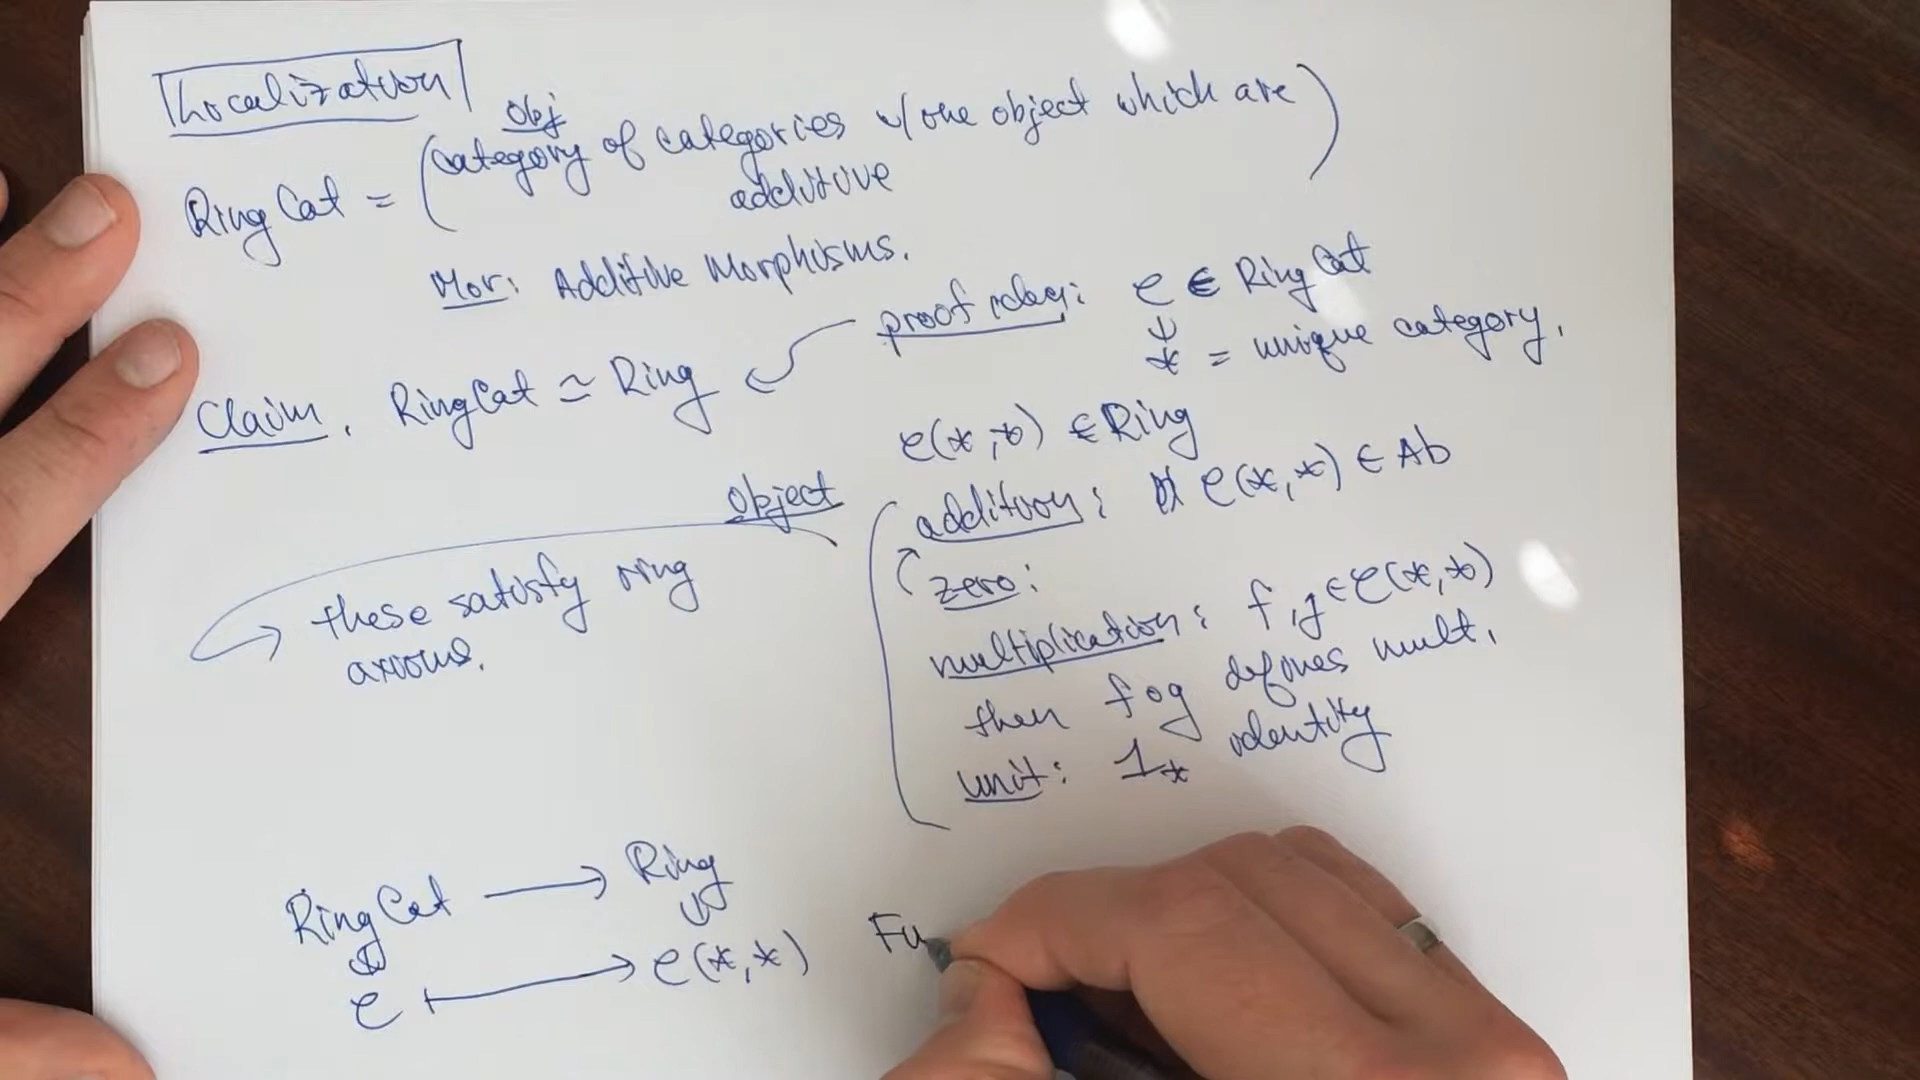 Localization
Obj
RingCat = (category of categories w/one object which are
additive)
Mor: Additive Morphisms.
proof idea: C ∈ RingCat
* = unique category.
Claim. RingCat ≃ Ring
C(*,*) ∈ Ring
object
addition: C(*,*) ∈ Ab
zero:
these satisfy ring
axioms.
multiplication: f,g ∈ C(*,*)
then f∘g defines mult.
unit: 1* identity
RingCat → Ring
C ↦ C(*,*)
Fu